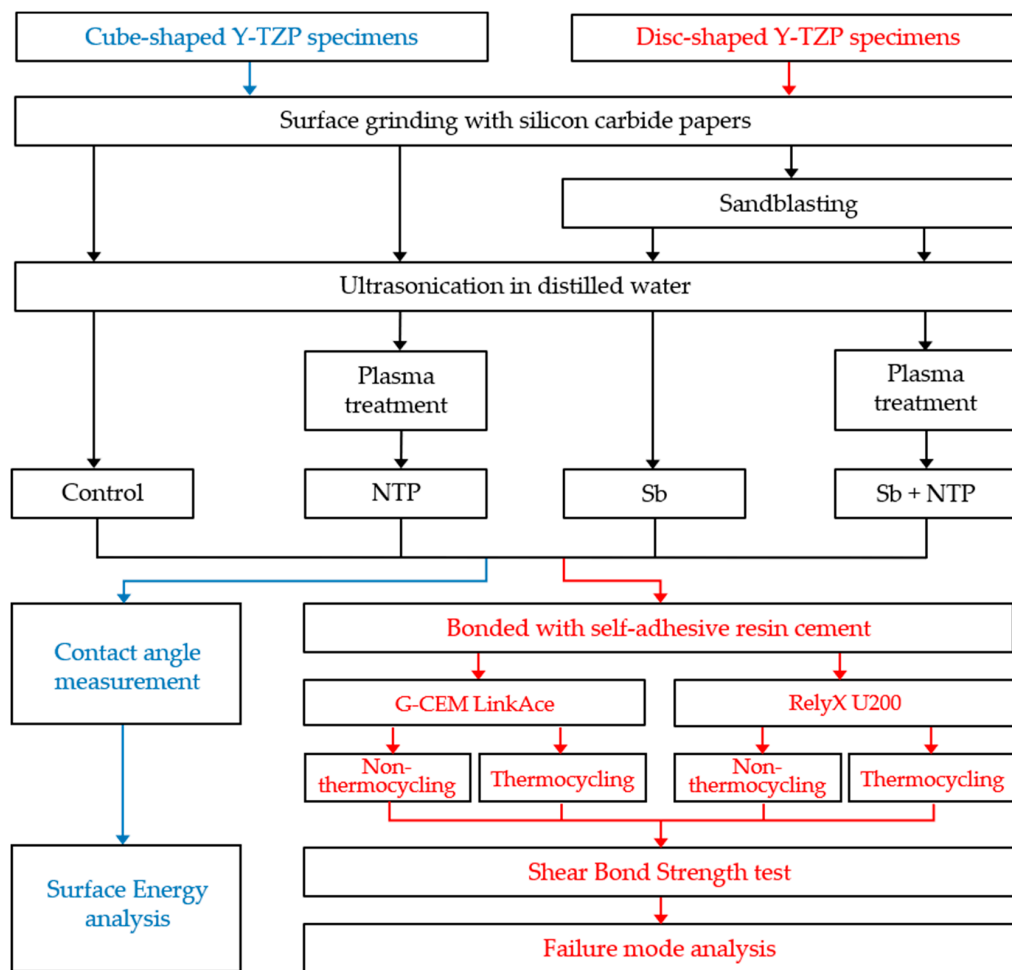 Cube-shaped Y-TZP specimens
Disc-shaped Y-TZP specimens
Surface grinding with silicon carbide papers
Sandblasting
Ultrasonication in distilled water
Plasma
treatment
Plasma
treatment
Control
NTP
Sb
Sb + NTP
Contact angle
measurement
Bonded with self-adhesive resin cement
G-CEM LinkAce
RelyX U200
Non-
thermocycling
Thermocycling
Non-
thermocycling
Thermocycling
Surface Energy
analysis
Shear Bond Strength test
Failure mode analysis